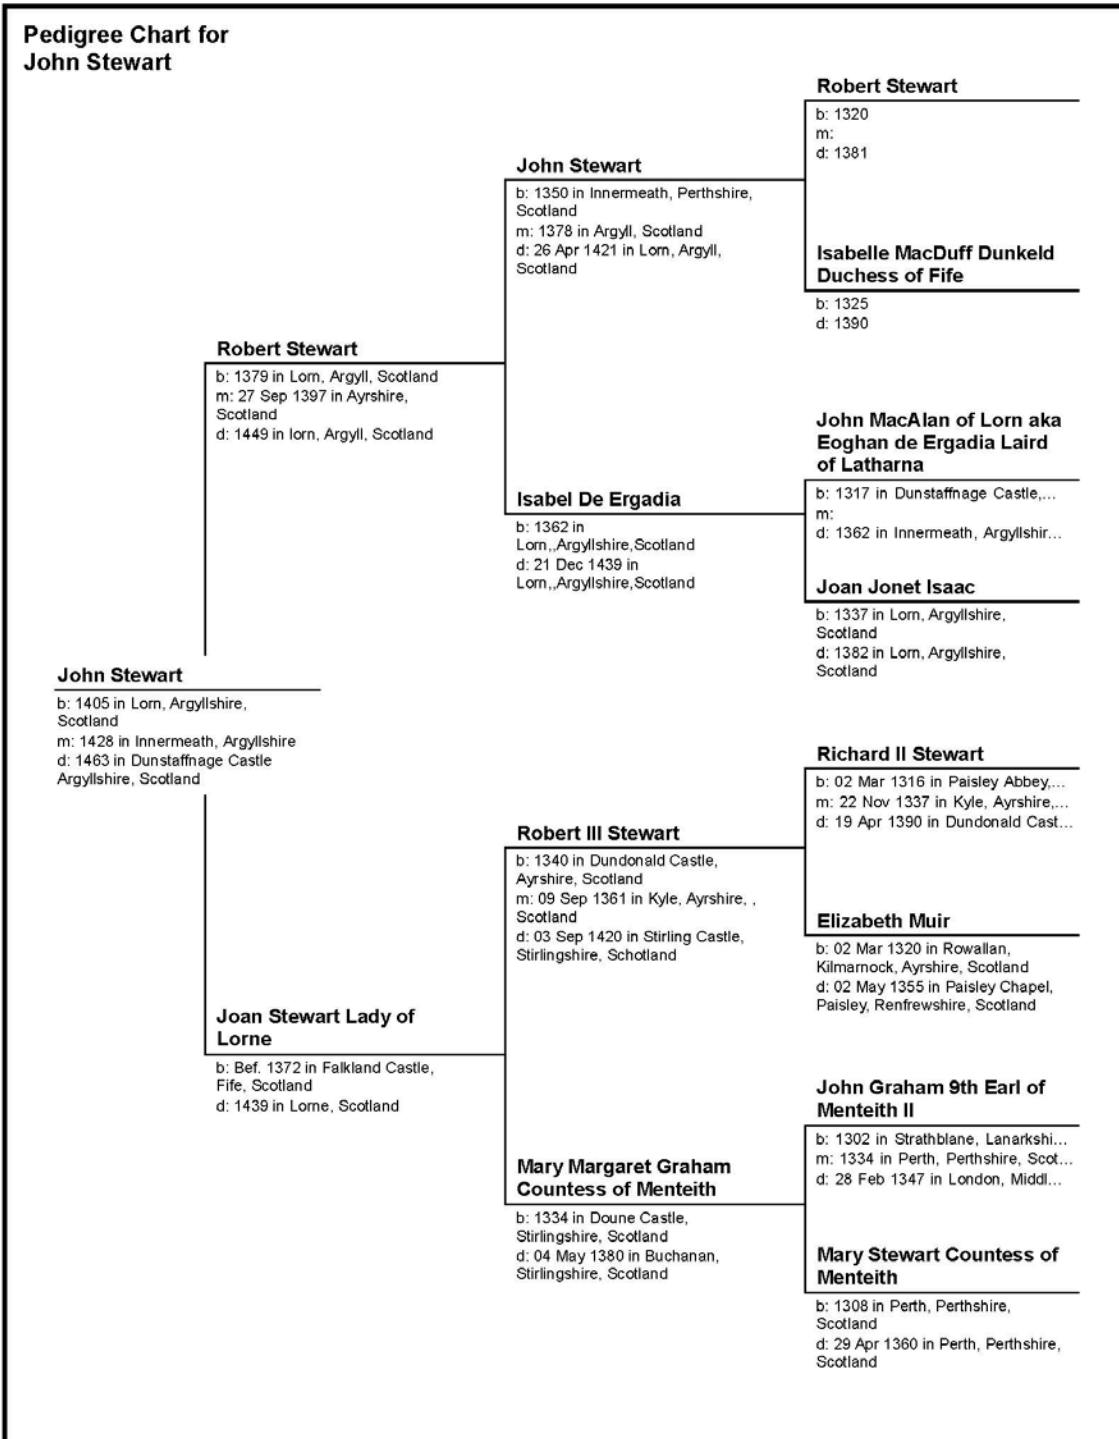 Pedigree Chart for
John Stewart
Robert Stewart
b: 1320
m:
d: 1381
John Stewart
b: 1350 in Innermeath, Perthshire,
Scotland
m: 1378 in Argyll, Scotland
d: 26 Apr 1421 in Lorn, Argyll,
Scotland
Isabelle MacDuff Dunkeld
Duchess of Fife
b: 1325
d: 1390
Robert Stewart
b: 1379 in Lorn, Argyll, Scotland
m: 27 Sep 1397 in Ayrshire,
Scotland
d: 1449 in lorn, Argyll, Scotland
John MacAlan of Lorn aka
Eoghan de Ergadia Laird
of Latharna
b: 1317 in Dunstaffnage Castle,...
m:
d: 1362 in Innermeath, Argyllshir...
Isabel De Ergadia
b: 1362 in
Lorn,,Argyllshire,Scotland
d: 21 Dec 1439 in
Lorn,,Argyllshire,Scotland
Joan Jonet Isaac
b: 1337 in Lorn, Argyllshire,
Scotland
d: 1382 in Lorn, Argyllshire,
Scotland
John Stewart
b: 1405 in Lorn, Argyllshire,
Scotland
m: 1428 in Innermeath, Argyllshire
d: 1463 in Dunstaffnage Castle
Argyllshire, Scotland
Richard II Stewart
b: 02 Mar 1316 in Paisley Abbey,...
m: 22 Nov 1337 in Kyle, Ayrshire,...
d: 19 Apr 1390 in Dundonald Cast...
Robert III Stewart
b: 1340 in Dundonald Castle,
Ayrshire, Scotland
m: 09 Sep 1361 in Kyle, Ayrshire, ,
Scotland
d: 03 Sep 1420 in Stirling Castle,
Stirlingshire, Schotland
Elizabeth Muir
b: 02 Mar 1320 in Rowallan,
Kilmarnock, Ayrshire, Scotland
d: 02 May 1355 in Paisley Chapel,
Paisley, Renfrewshire, Scotland
Joan Stewart Lady of
Lorne
b: Bef. 1372 in Falkland Castle,
Fife, Scotland
d: 1439 in Lorne, Scotland
John Graham 9th Earl of
Menteith II
b: 1302 in Strathblane, Lanarkshi...
m: 1334 in Perth, Perthshire, Scot...
d: 28 Feb 1347 in London, Middl...
Mary Margaret Graham
Countess of Menteith
b: 1334 in Doune Castle,
Stirlingshire, Scotland
d: 04 May 1380 in Buchanan,
Stirlingshire, Scotland
Mary Stewart Countess of
Menteith
b: 1308 in Perth, Perthshire,
Scotland
d: 29 Apr 1360 in Perth, Perthshire,
Scotland